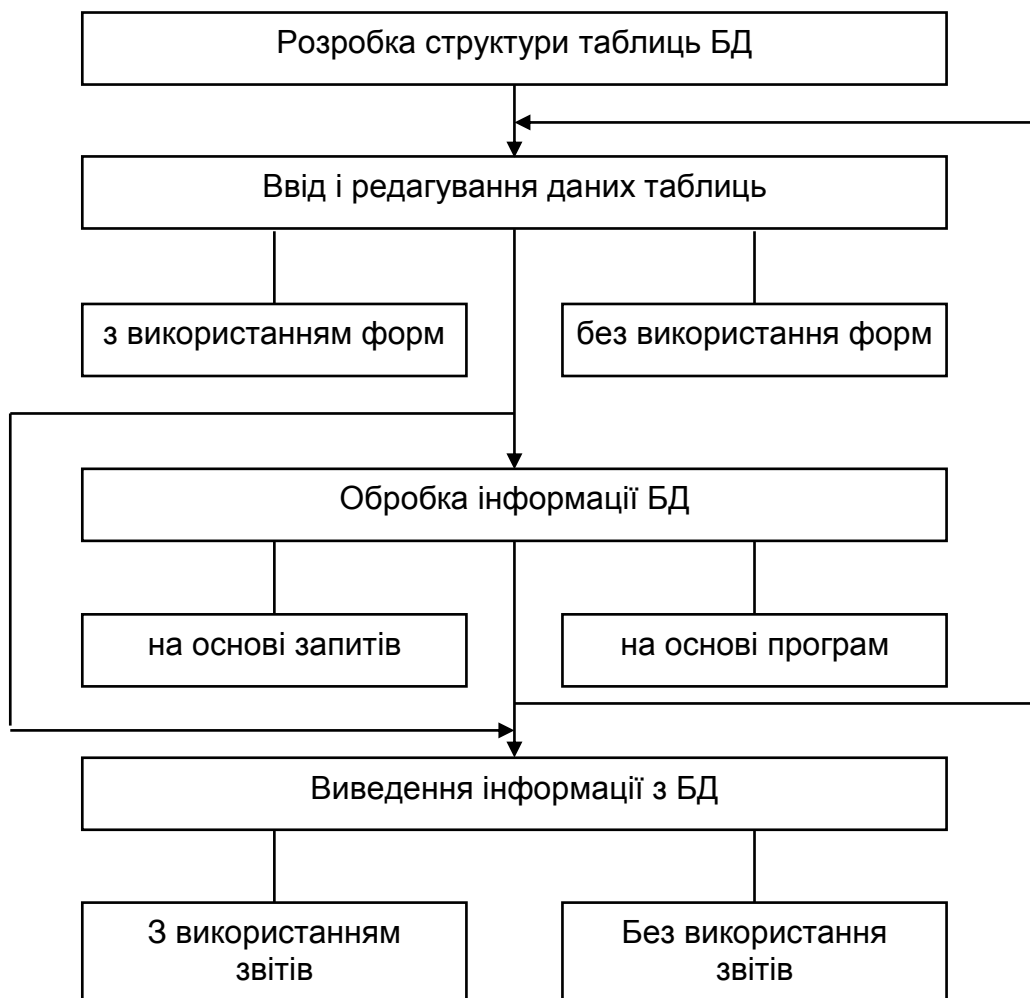 Розробка структури таблиць БД
Ввід і редагування даних таблиць
з використанням форм
без використання форм
Обробка інформації БД
на основі запитів
на основі програм
Виведення інформації з БД
З використанням
звітів
Без використання
звітів